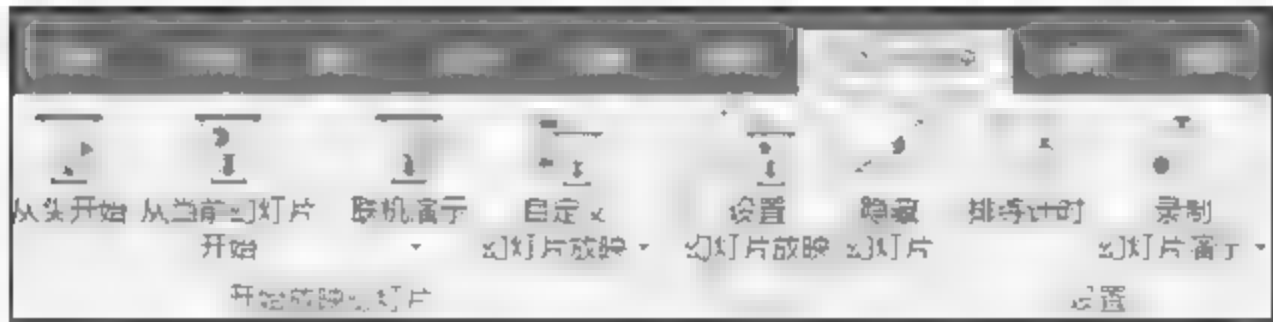 从头开始 从当前幻灯片 联机演示 自定义 设置 隐藏 排练计时 录制
开始 幻灯片放映 幻灯片放映 幻灯片 幻灯片演示
开始放映幻灯片 设置